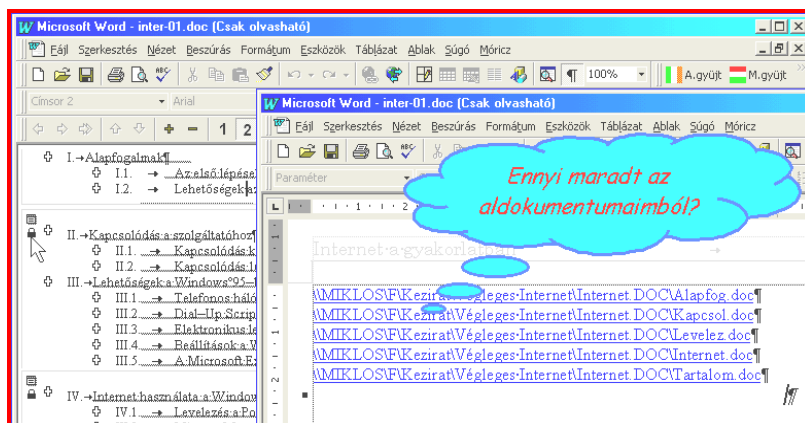 Microsoft Word - inter-01.doc (Csak olvasható)
Fájl Szerkesztés Nézet Beszúrás Formátum Eszközök Táblázat Ablak Súgó Móricz
100% A.gyüjt M.gyüjt
Címsor 2 Arial
1 2
I.→Alapfogalmak¶
I.1. → Az·első·lépések
I.2. → Lehetőségek·az
II.→Kapcsolódás·a·szolgáltatóhoz¶
II.1. → Kapcsolódás·k
II.2. → Kapcsolódás·l
III.→Lehetőségek·a·Windows°95–
III.1. → Telefonos·háló
III.2. → Dial–Up·Scrip
III.3. → Elektronikus·le
III.4. → Beállítások·a·W
III.5. → A·Microsoft·Ex
IV.→Internet·használata·a·Window
IV.1. → Levelezés·a·Po
Microsoft Word - inter-01.doc (Csak olvasható)
Fájl Szerkesztés Nézet Beszúrás Formátum Eszközök Táblázat Ablak Súgó Móricz
Paraméter
Ennyi maradt az
aldokumentumaimból?
Internet·a·gyakorlatban →
\\MIKLOS\F\Kezirat\Végleges·Internet\Internet.DOC\Alapfog.doc¶
\\MIKLOS\F\Kezirat\Végleges·Internet\Internet.DOC\Kapcsol.doc¶
\\MIKLOS\F\Kezirat\Végleges·Internet\Internet.DOC\Levelez.doc¶
\\MIKLOS\F\Kezirat\Végleges·Internet\Internet.DOC\Internet.doc¶
\\MIKLOS\F\Kezirat\Végleges·Internet\Internet.DOC\Tartalom.doc¶